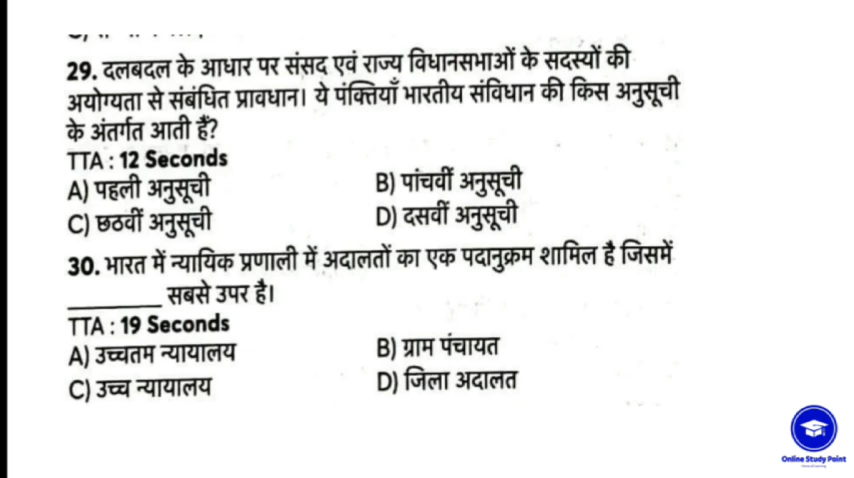 29. दलबदल के आधार पर संसद एवं राज्य विधानसभाओं के सदस्यों की
अयोग्यता से संबंधित प्रावधान। ये पंक्तियाँ भारतीय संविधान की किस अनुसूची
के अंतर्गत आती हैं?
TTA : 12 Seconds
A) पहली अनुसूची B) पांचवीं अनुसूची
C) छठवीं अनुसूची D) दसवीं अनुसूची
30. भारत में न्यायिक प्रणाली में अदालतों का एक पदानुक्रम शामिल है जिसमें
________ सबसे उपर है।
TTA : 19 Seconds
A) उच्चतम न्यायालय B) ग्राम पंचायत
C) उच्च न्यायालय D) जिला अदालत
Online Study Point